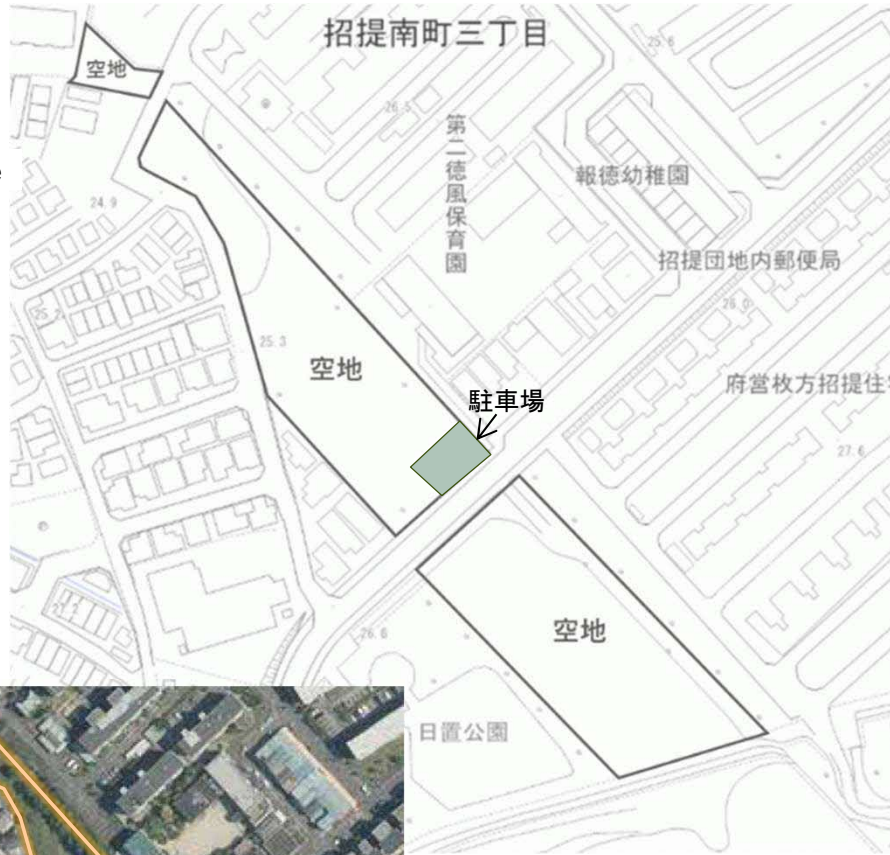 招提南町三丁目
空地
25.6
26.5
第二徳風保育園
報徳幼稚園
24.9
招提団地内郵便局
25.2
26.0
25.3
空地
府営枚方招提住宅
駐車場
27.6
空地
26.6
日置公園